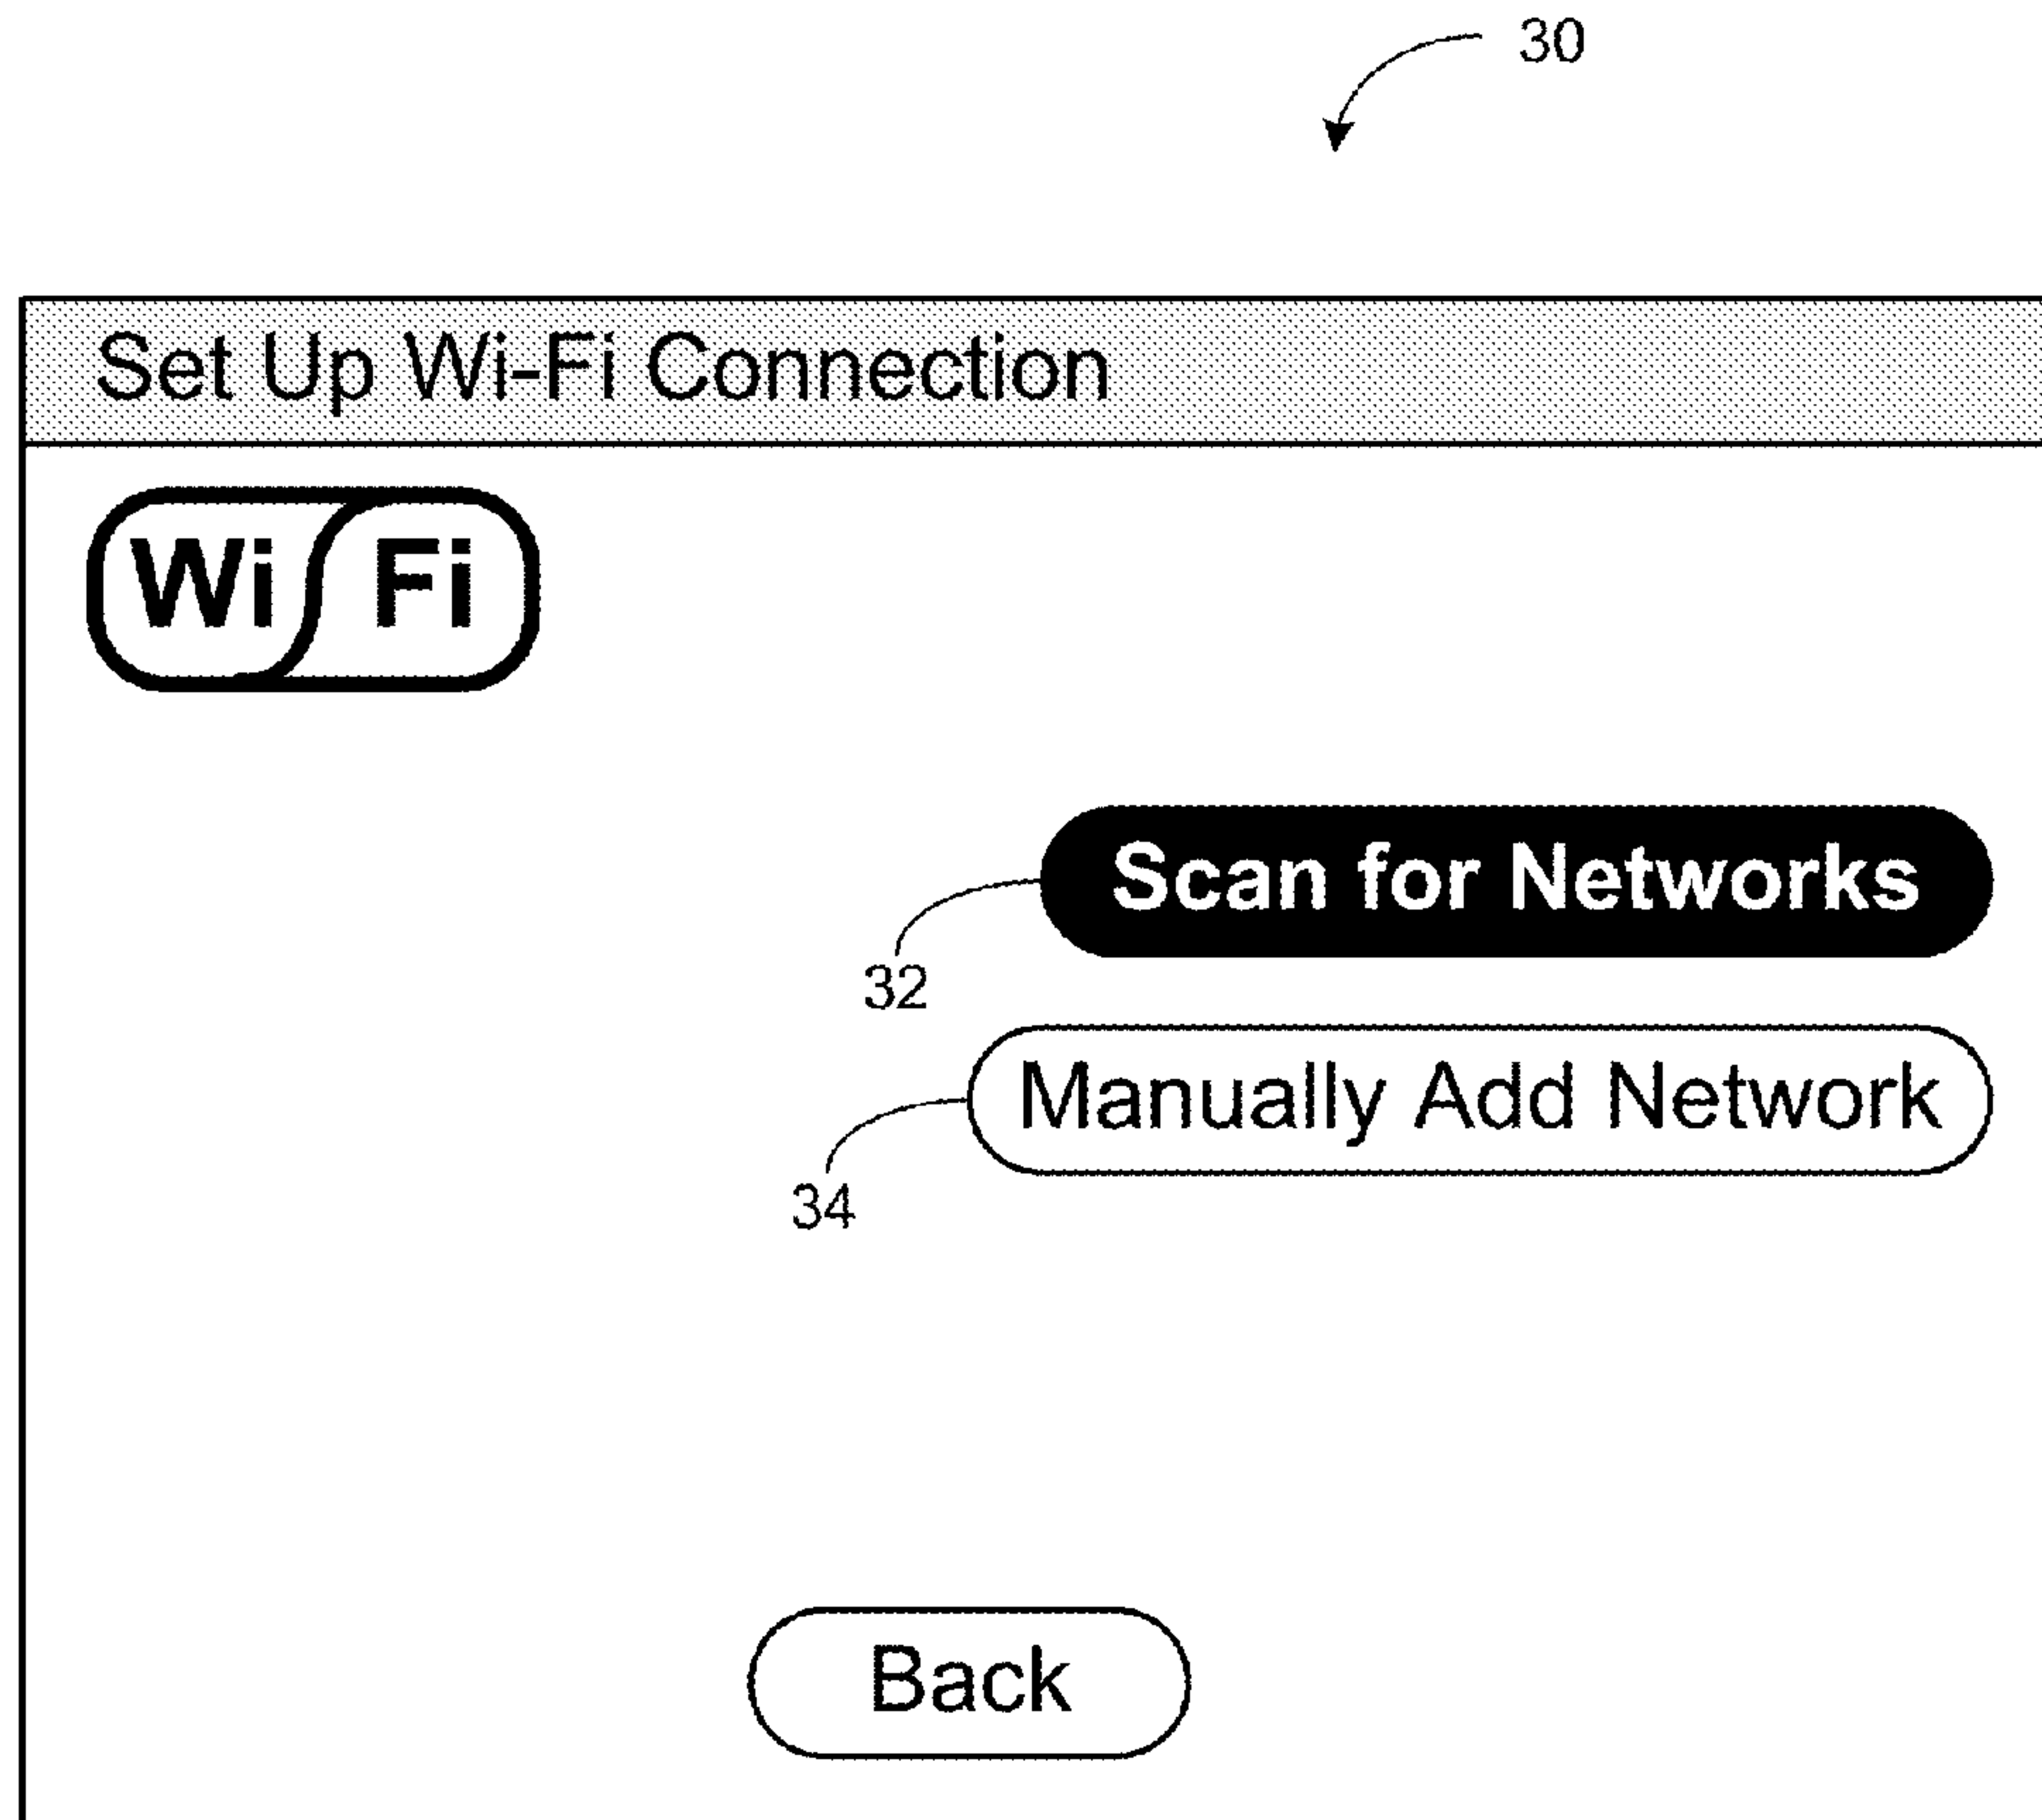 30
Set Up Wi-Fi Connection
Wi Fi
Scan for Networks
32
Manually Add Network
34
Back